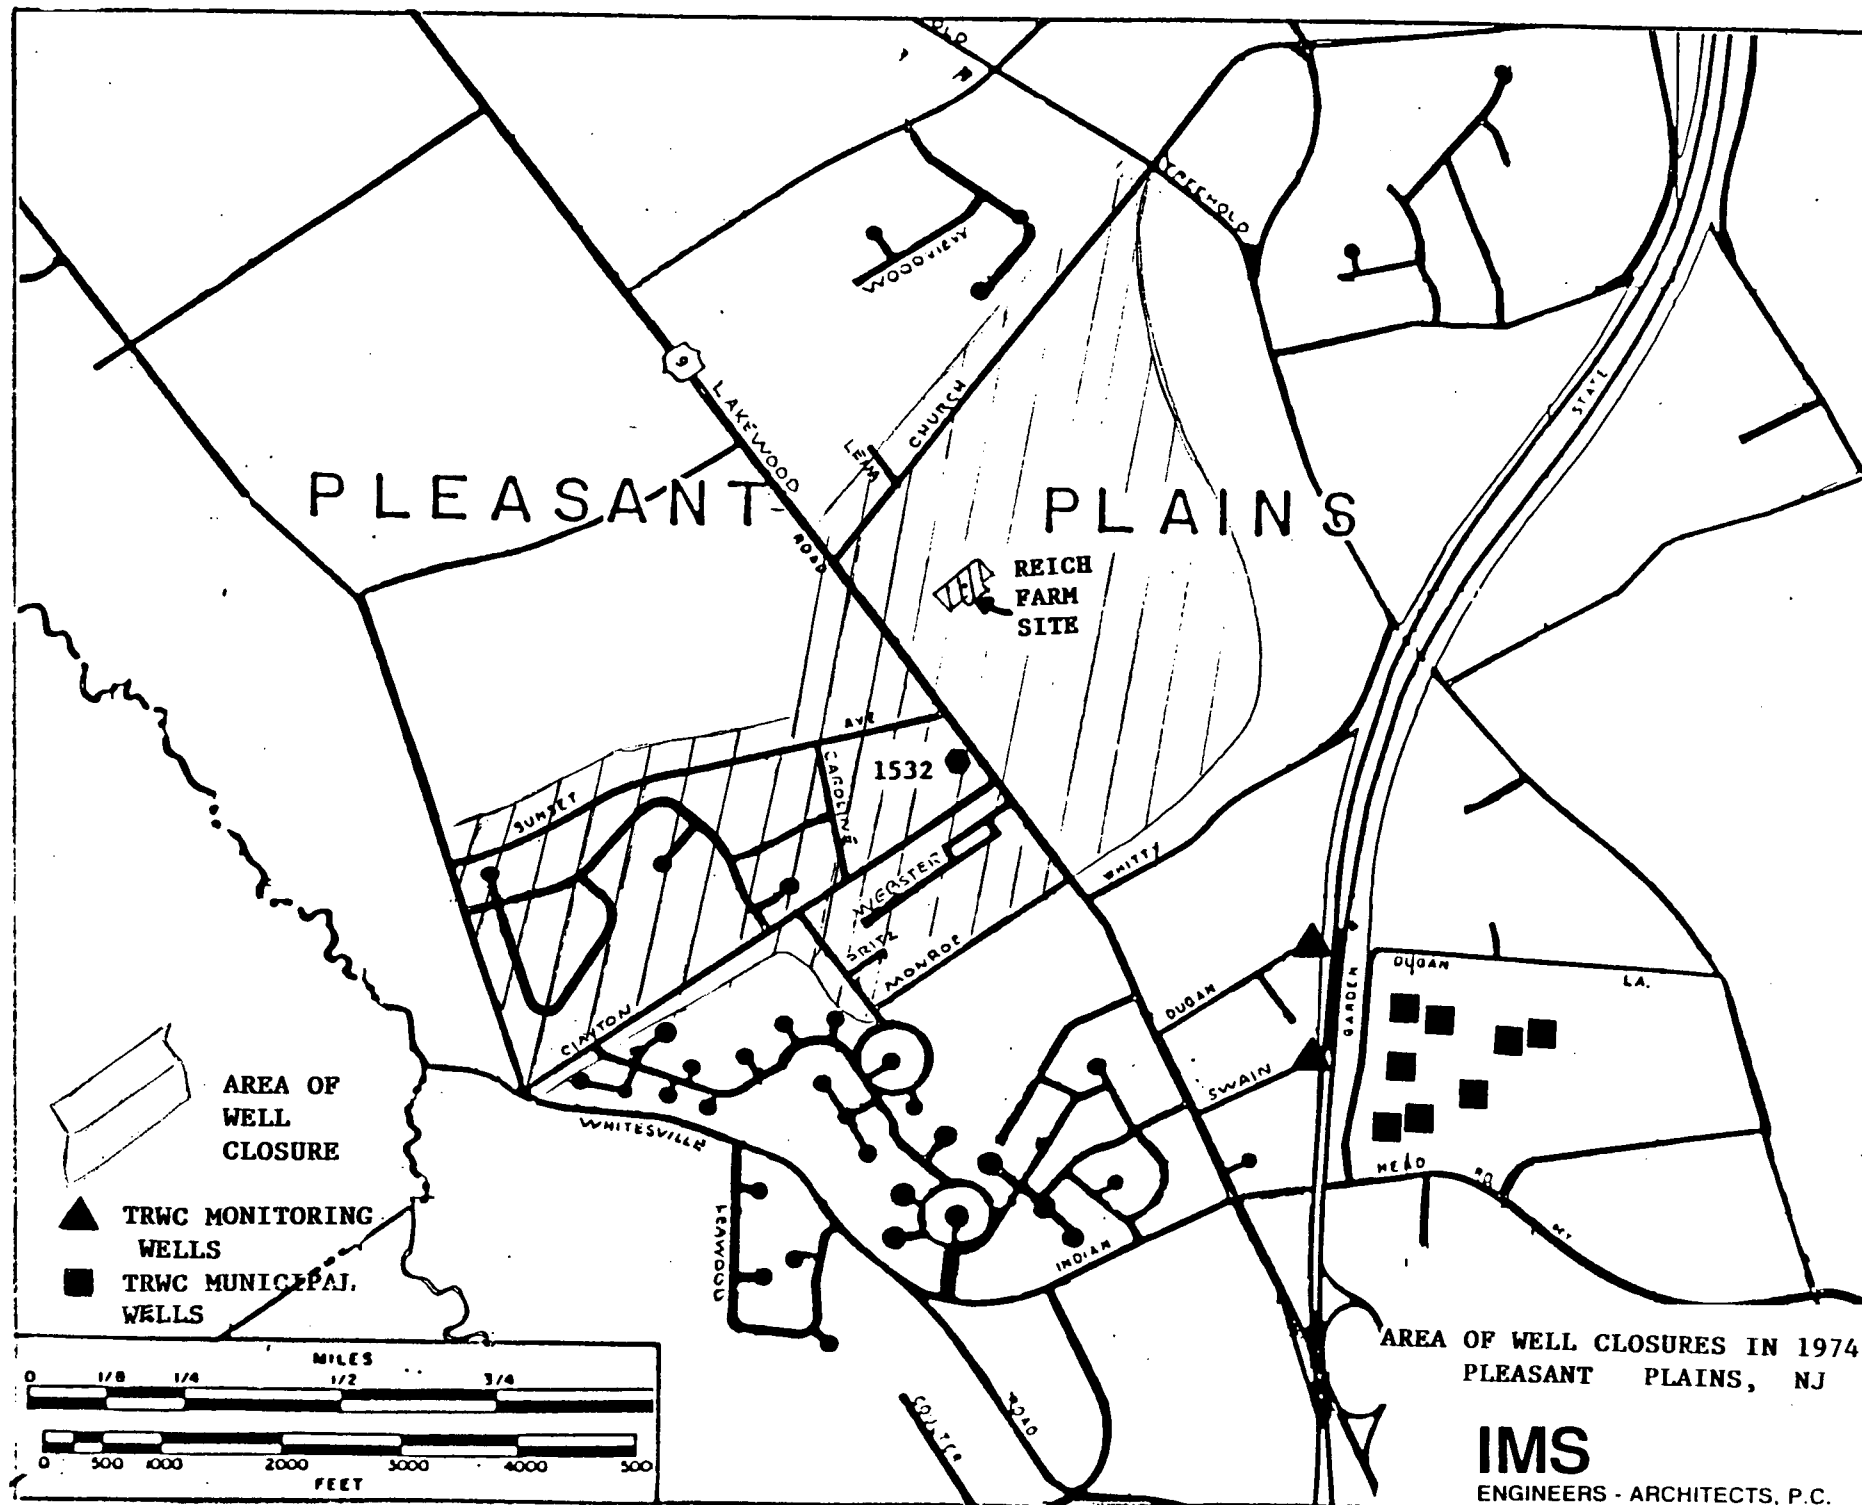 OLD
FREEHOLD
WOODVIEW
9
LAKEWOOD
ROAD
CHURCH
STATE
PLEASANT PLAINS
REICH
FARM
SITE
AVE
SUNSET
CAROLINE
1532
WEBSTER
WHITTY
MONROE
CLAYTON
DUGAN
DUGAN
LA.
GARDEN
SWAIN
WHITESVILLE
HEAD
RD
INDIAN
ROAD
AREA OF
WELL
CLOSURE
TRWC MONITORING
WELLS
TRWC MUNICIPAL
WELLS
MILES
0 1/8 1/4 1/2 3/4
0 500 1000 2000 3000 4000 500
FEET
AREA OF WELL CLOSURES IN 1974
PLEASANT PLAINS, NJ
IMS
ENGINEERS - ARCHITECTS, P.C.